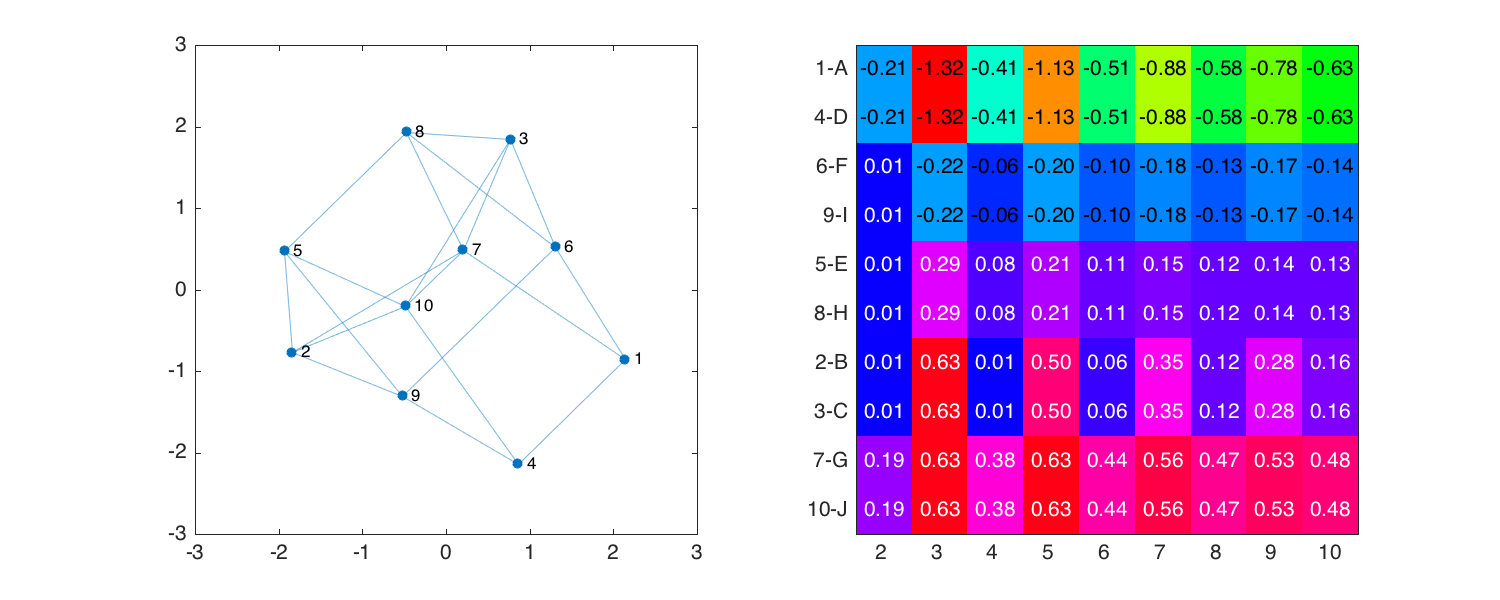 3
2
1
0
-1
-2
-3
-3 -2 -1 0 1 2 3
8
3
5
7
6
10
2
1
9
4
1-A -0.21 -1.32 -0.41 -1.13 -0.51 -0.88 -0.58 -0.78 -0.63
4-D -0.21 -1.32 -0.41 -1.13 -0.51 -0.88 -0.58 -0.78 -0.63
6-F 0.01 -0.22 -0.06 -0.20 -0.10 -0.18 -0.13 -0.17 -0.14
9-I 0.01 -0.22 -0.06 -0.20 -0.10 -0.18 -0.13 -0.17 -0.14
5-E 0.01 0.29 0.08 0.21 0.11 0.15 0.12 0.14 0.13
8-H 0.01 0.29 0.08 0.21 0.11 0.15 0.12 0.14 0.13
2-B 0.01 0.63 0.01 0.50 0.06 0.35 0.12 0.28 0.16
3-C 0.01 0.63 0.01 0.50 0.06 0.35 0.12 0.28 0.16
7-G 0.19 0.63 0.38 0.63 0.44 0.56 0.47 0.53 0.48
10-J 0.19 0.63 0.38 0.63 0.44 0.56 0.47 0.53 0.48
2 3 4 5 6 7 8 9 10